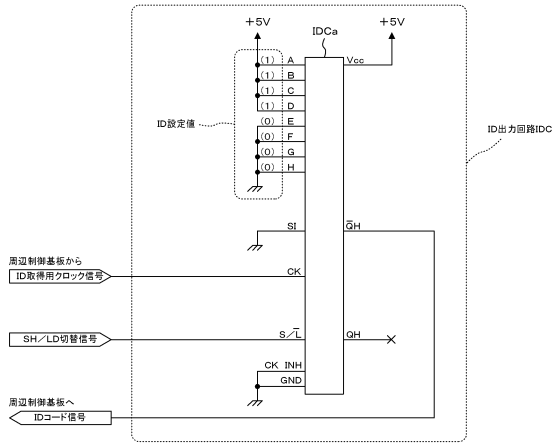 +5V
IDCa
+5V
(1) A
Vcc
(1) B
(1) C
(1) D
ID設定値
(0) E
(0) F
(0) G
(0) H
ID出力回路IDC
SI
Q̅H
周辺制御基板から
ID取得用クロック信号
CK
SH/LD切替信号
S/L̅
QH
CK INH
GND
周辺制御基板へ
IDコード信号